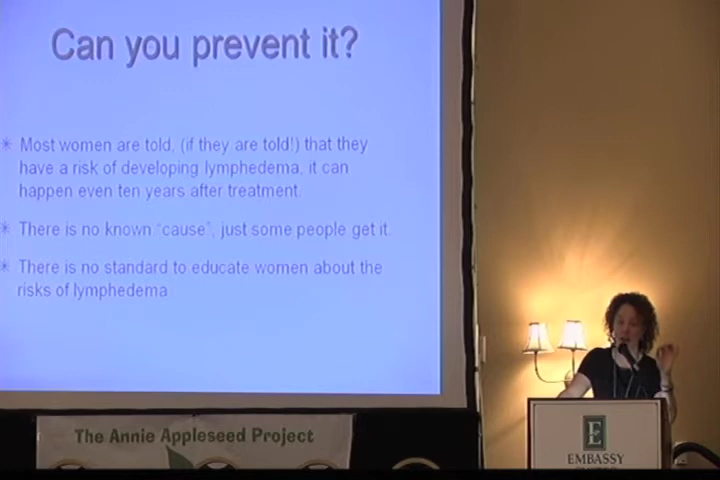 Can you prevent it?
Most women are told, (if they are told!) that they
have a risk of developing lymphedema, it can
happen even ten years after treatment.
There is no known "cause", just some people get it.
There is no standard to educate women about the
risks of lymphedema
The Annie Appleseed Project
E
EMBASSY